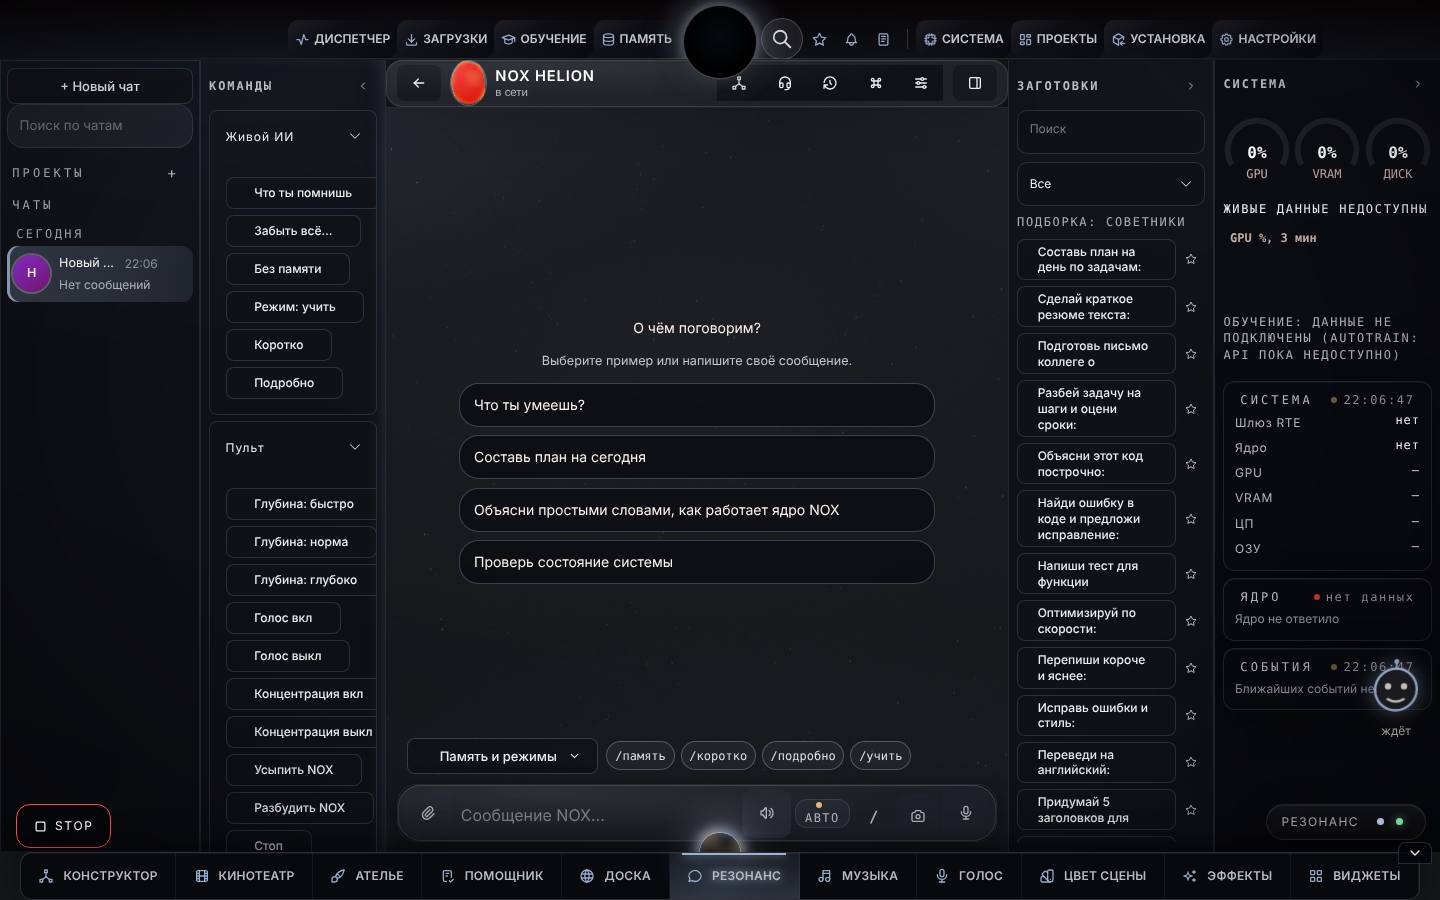 ДИСПЕТЧЕР
ЗАГРУЗКИ
ОБУЧЕНИЕ
ПАМЯТЬ
СИСТЕМА
ПРОЕКТЫ
УСТАНОВКА
НАСТРОЙКИ
+ Новый чат
Поиск по чатам
ПРОЕКТЫ +
ЧАТЫ
СЕГОДНЯ
Н
Новый ... 22:06
Нет сообщений
STOP
КОМАНДЫ
Живой ИИ
Что ты помнишь
Забыть всё...
Без памяти
Режим: учить
Коротко
Подробно
Пульт
Глубина: быстро
Глубина: норма
Глубина: глубоко
Голос вкл
Голос выкл
Концентрация вкл
Концентрация выкл
Усыпить NOX
Разбудить NOX
Стоп
NOX HELION
в сети
О чём поговорим?
Выберите пример или напишите своё сообщение.
Что ты умеешь?
Составь план на сегодня
Объясни простыми словами, как работает ядро NOX
Проверь состояние системы
Память и режимы
/память
/коротко
/подробно
/учить
Сообщение NOX...
АВТО
/
ЗАГОТОВКИ
Поиск
Все
ПОДБОРКА: СОВЕТНИКИ
Составь план на
день по задачам:
Сделай краткое
резюме текста:
Подготовь письмо
коллеге о
Разбей задачу на
шаги и оцени
сроки:
Объясни этот код
построчно:
Найди ошибку в
коде и предложи
исправление:
Напиши тест для
функции
Оптимизируй по
скорости:
Перепиши короче
и яснее:
Исправь ошибки и
стиль:
Переведи на
английский:
Придумай 5
заголовков для
СИСТЕМА
0% 0% 0%
GPU VRAM ДИСК
ЖИВЫЕ ДАННЫЕ НЕДОСТУПНЫ
GPU %, 3 мин
ОБУЧЕНИЕ: ДАННЫЕ НЕ
ПОДКЛЮЧЕНЫ (AUTOTRAIN:
API ПОКА НЕДОСТУПНО)
СИСТЕМА 22:06:47
Шлюз RTE нет
Ядро нет
GPU —
VRAM —
ЦП —
ОЗУ —
ЯДРО нет данных
Ядро не ответило
СОБЫТИЯ 22:06:47
Ближайших событий не
ждёт
РЕЗОНАНС
КОНСТРУКТОР
КИНОТЕАТР
АТЕЛЬЕ
ПОМОЩНИК
ДОСКА
РЕЗОНАНС
МУЗЫКА
ГОЛОС
ЦВЕТ СЦЕНЫ
ЭФФЕКТЫ
ВИДЖЕТЫ